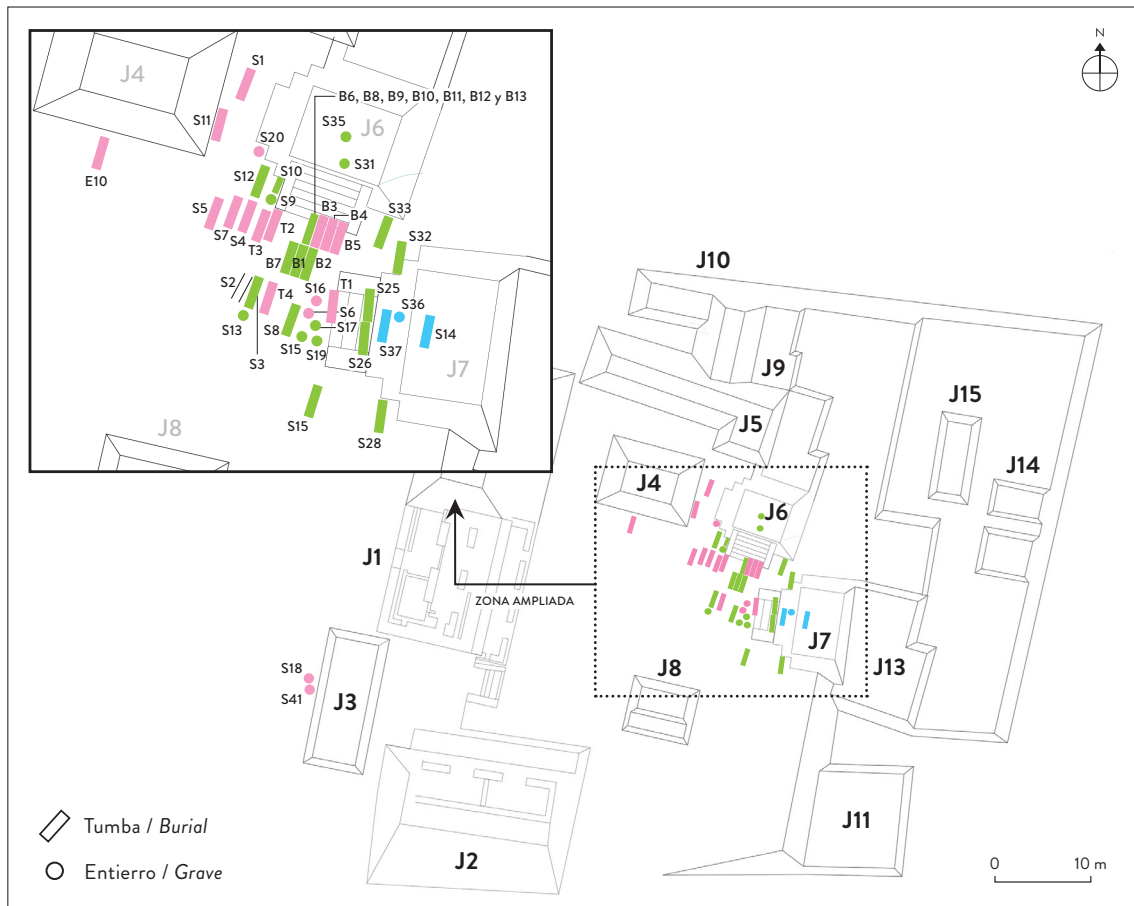 N
J4
S1
B6, B8, B9, B10, B11, B12 y B13
S11
S35
J6
S20
S31
E10
S12
S10
S9
S5
B3
B4
S33
S7
S4
T3
T2
B5
S32
B7
B1
B2
S2
T4
S16
T1
S25
S6
S36
S13
S8
S17
S14
S3
S15
S19
S26
S37
J7
S15
S28
J8
J10
J9
J15
J5
J14
J4
J6
J1
ZONA AMPLIADA
J7
J13
J8
S18
S41
J3
J11
J2
Tumba / Burial
Entierro / Grave
0 10 m